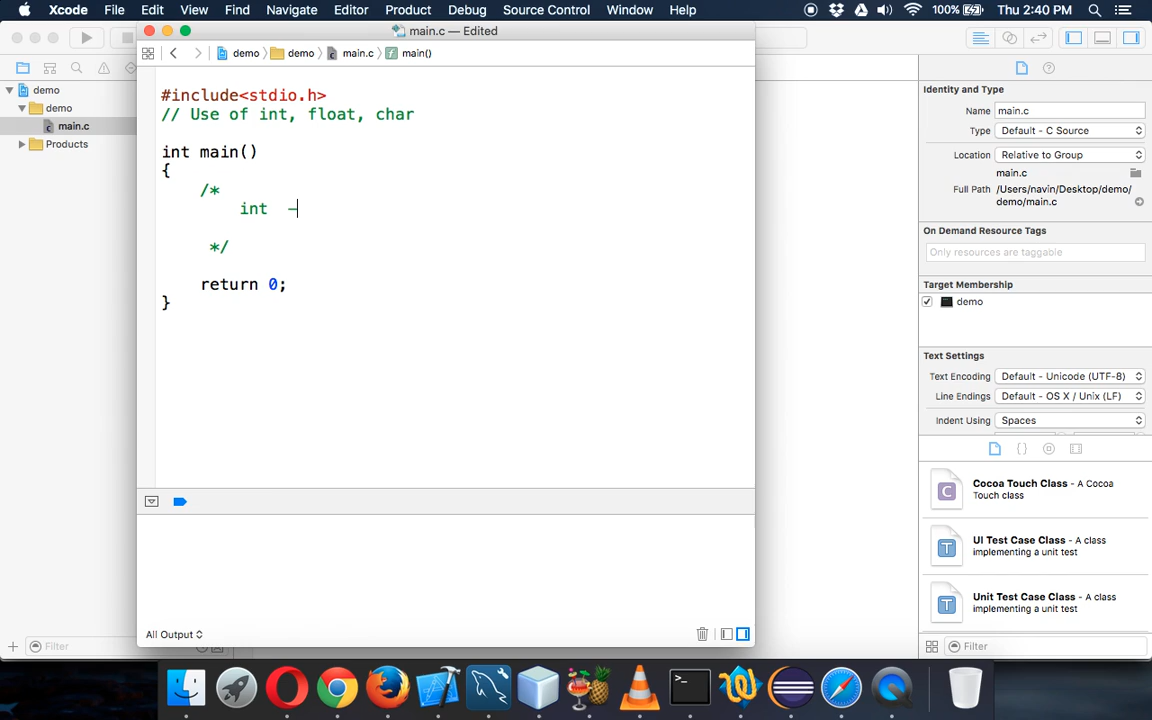 Xcode File Edit View Find Navigate Editor Product Debug Source Control Window Help 100% Thu 2:40 PM
main.c — Edited
demo demo main.c main()
demo
demo
main.c
Products
#include<stdio.h>
// Use of int, float, char
int main()
{
/*
int –
*/
return 0;
}
All Output
Filter
Identity and Type
Name main.c
Type Default - C Source
Location Relative to Group
main.c
Full Path /Users/navin/Desktop/demo/
demo/main.c
On Demand Resource Tags
Only resources are taggable
Target Membership
demo
Text Settings
Text Encoding Default - Unicode (UTF-8)
Line Endings Default - OS X / Unix (LF)
Indent Using Spaces
C Cocoa Touch Class - A Cocoa
Touch class
T UI Test Case Class - A class
implementing a unit test
T Unit Test Case Class - A class
implementing a unit test
Filter